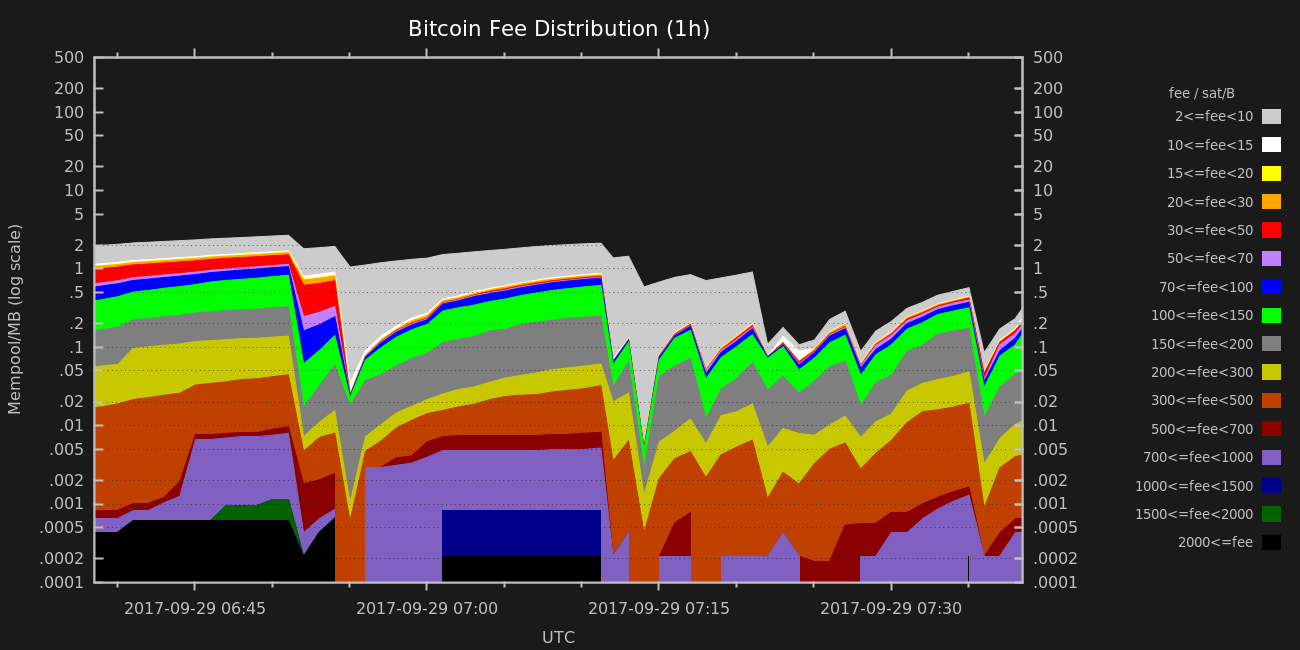 Bitcoin Fee Distribution (1h)
Mempool/MB (log scale)
500
200
100
50
20
10
5
2
1
.5
.2
.1
.05
.02
.01
.005
.002
.001
.0005
.0002
.0001
500
200
100
50
20
10
5
2
1
.5
.2
.1
.05
.02
.01
.005
.002
.001
.0005
.0002
.0001
2017-09-29 06:45 2017-09-29 07:00 2017-09-29 07:15 2017-09-29 07:30
UTC
fee / sat/B
2<=fee<10
10<=fee<15
15<=fee<20
20<=fee<30
30<=fee<50
50<=fee<70
70<=fee<100
100<=fee<150
150<=fee<200
200<=fee<300
300<=fee<500
500<=fee<700
700<=fee<1000
1000<=fee<1500
1500<=fee<2000
2000<=fee